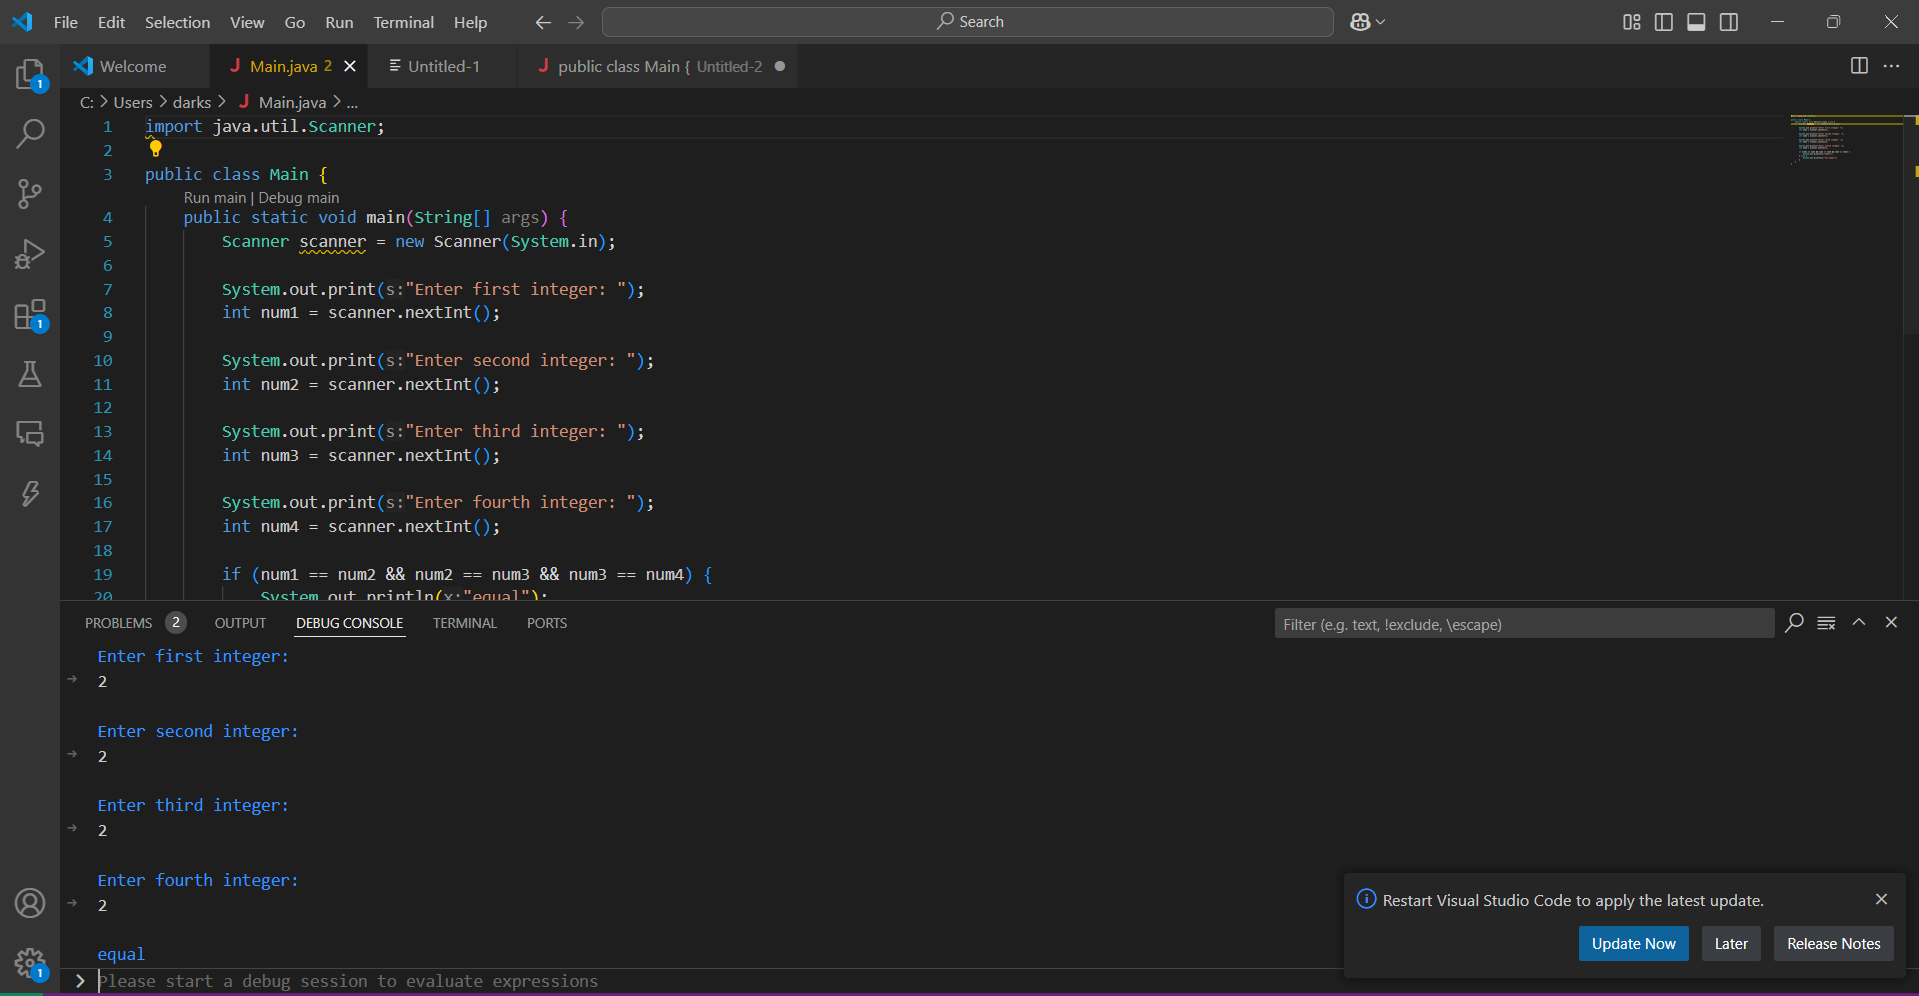 File Edit Selection View Go Run Terminal Help Search
Welcome Main.java 2 Untitled-1 public class Main { Untitled-2
C: > Users > darks > Main.java > ...
1 import java.util.Scanner;
2
3 public class Main {
Run main | Debug main
4 public static void main(String[] args) {
5 Scanner scanner = new Scanner(System.in);
6
7 System.out.print(s:"Enter first integer: ");
8 int num1 = scanner.nextInt();
9
10 System.out.print(s:"Enter second integer: ");
11 int num2 = scanner.nextInt();
12
13 System.out.print(s:"Enter third integer: ");
14 int num3 = scanner.nextInt();
15
16 System.out.print(s:"Enter fourth integer: ");
17 int num4 = scanner.nextInt();
18
19 if (num1 == num2 && num2 == num3 && num3 == num4) {
20 System.out.println(x:"equal");
PROBLEMS 2 OUTPUT DEBUG CONSOLE TERMINAL PORTS Filter (e.g. text, !exclude, \escape)
Enter first integer:
2
Enter second integer:
2
Enter third integer:
2
Enter fourth integer:
2
equal
Please start a debug session to evaluate expressions
1
1
1
Restart Visual Studio Code to apply the latest update.
Update Now Later Release Notes